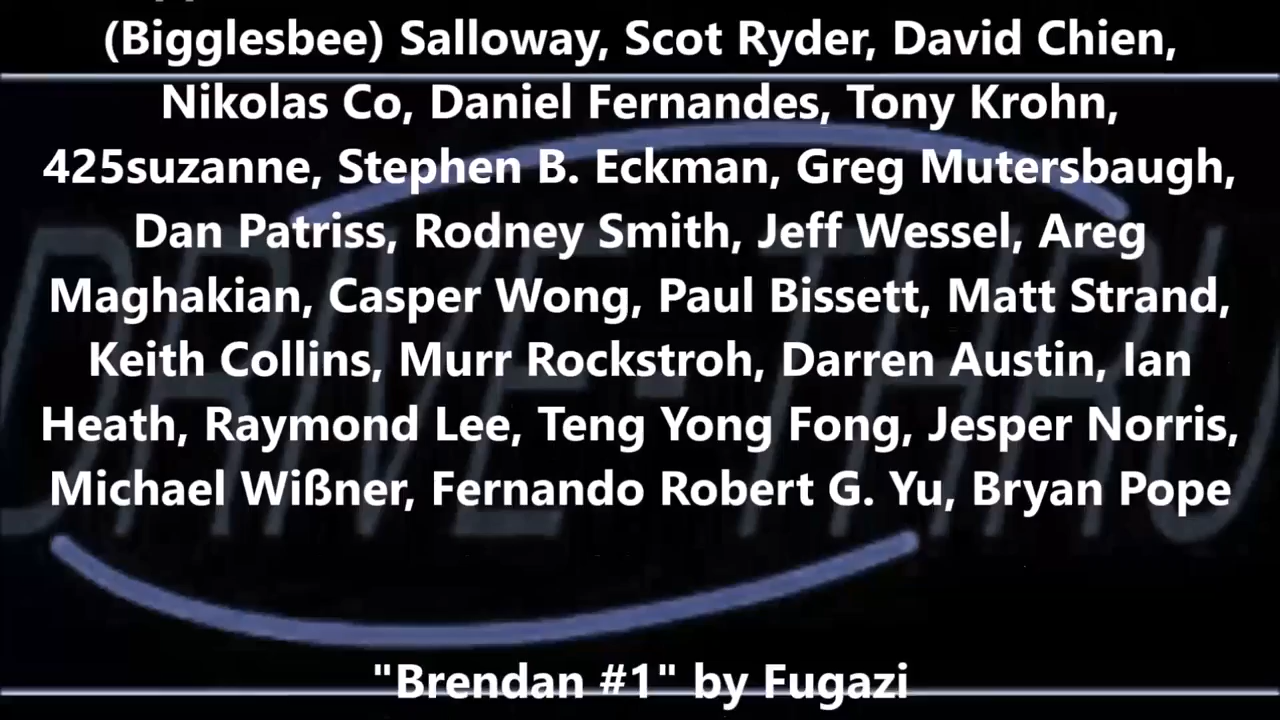 (Bigglesbee) Salloway, Scot Ryder, David Chien,
Nikolas Co, Daniel Fernandes, Tony Krohn,
425suzanne, Stephen B. Eckman, Greg Mutersbaugh,
Dan Patriss, Rodney Smith, Jeff Wessel, Areg
Maghakian, Casper Wong, Paul Bissett, Matt Strand,
Keith Collins, Murr Rockstroh, Darren Austin, Ian
Heath, Raymond Lee, Teng Yong Fong, Jesper Norris,
Michael Wißner, Fernando Robert G. Yu, Bryan Pope
DRIVE-THRU
"Brendan #1" by Fugazi